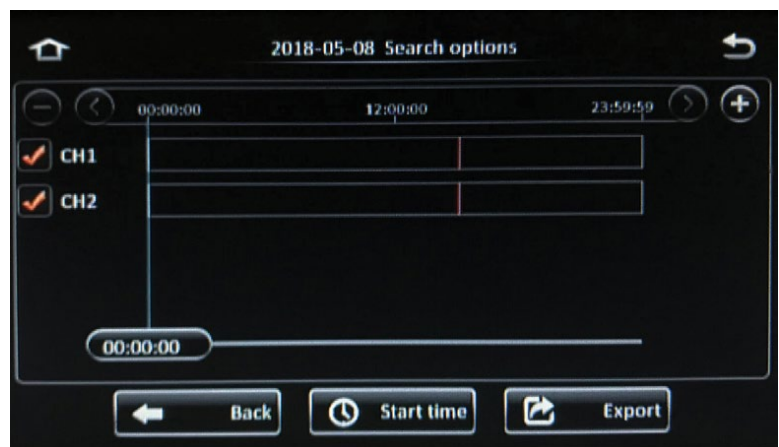 2018-05-08 Search options
00:00:00 12:00:00 23:59:59
CH1
CH2
00:00:00
Back Start time Export